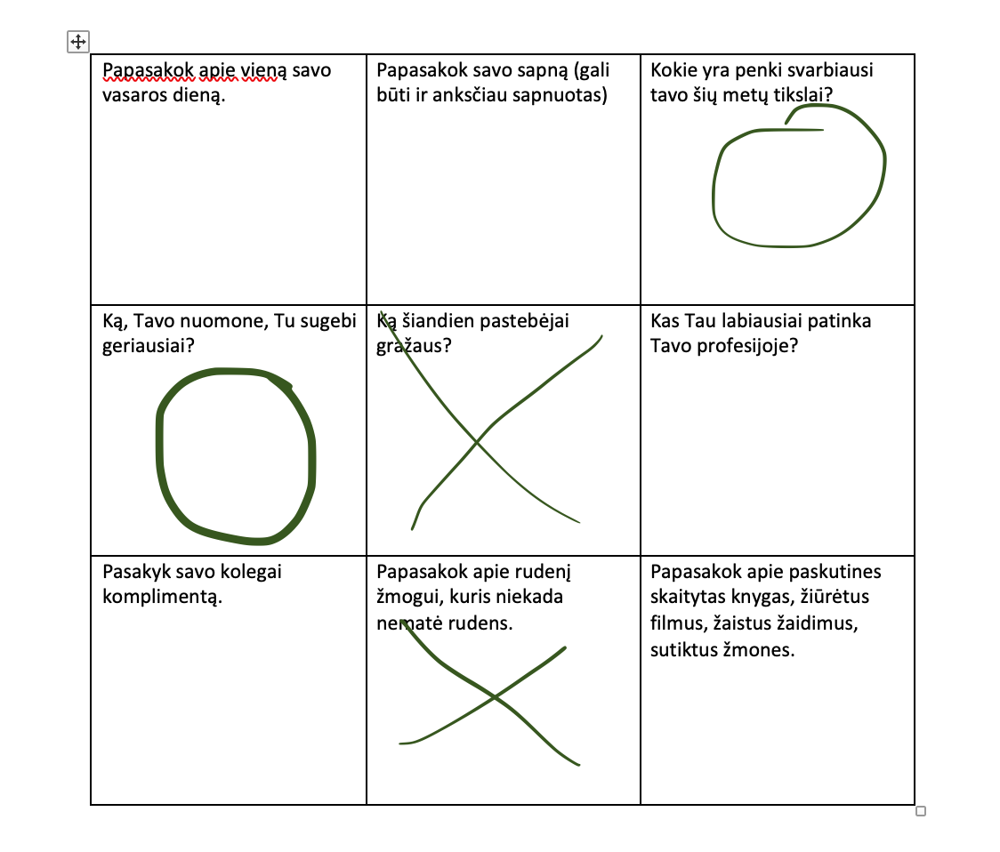 Papasakok apie vieną savo
vasaros dieną.
Papasakok savo sapną (gali
būti ir anksčiau sapnuotas)
Kokie yra penki svarbiausi
tavo šių metų tikslai?
Ką, Tavo nuomone, Tu sugebi
geriausiai?
Ką šiandien pastebėjai
gražaus?
Kas Tau labiausiai patinka
Tavo profesijoje?
Pasakyk savo kolegai
komplimentą.
Papasakok apie rudenį
žmogui, kuris niekada
nematė rudens.
Papasakok apie paskutines
skaitytas knygas, žiūrėtus
filmus, žaistus žaidimus,
sutiktus žmones.